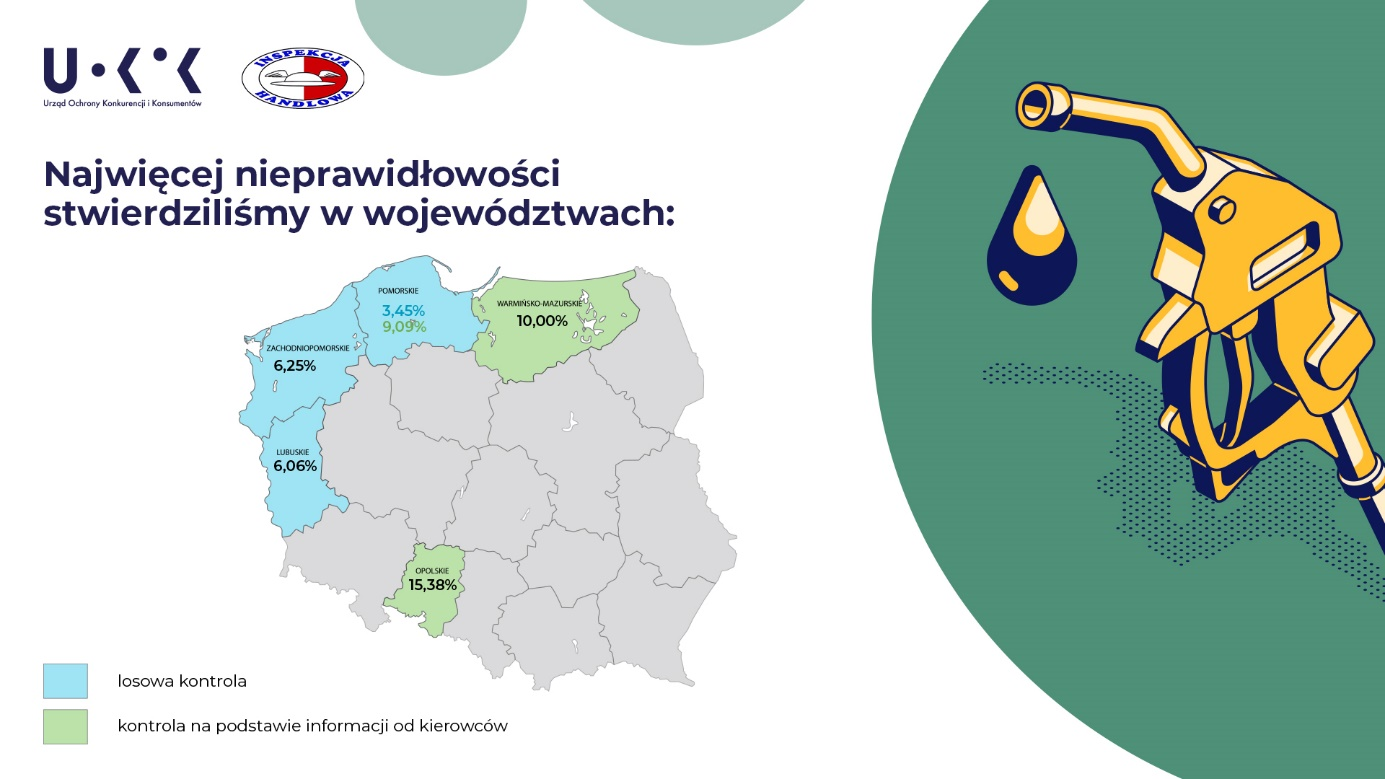 U·K·K
Urząd Ochrony Konkurencji i Konsumentów
INSPEKCJA
HANDLOWA
Najwięcej nieprawidłowości
stwierdziliśmy w województwach:
POMORSKIE
3,45%
9,09%
WARMIŃSKO-MAZURSKIE
10,00%
ZACHODNIOPOMORSKIE
6,25%
LUBUSKIE
6,06%
OPOLSKIE
15,38%
losowa kontrola
kontrola na podstawie informacji od kierowców